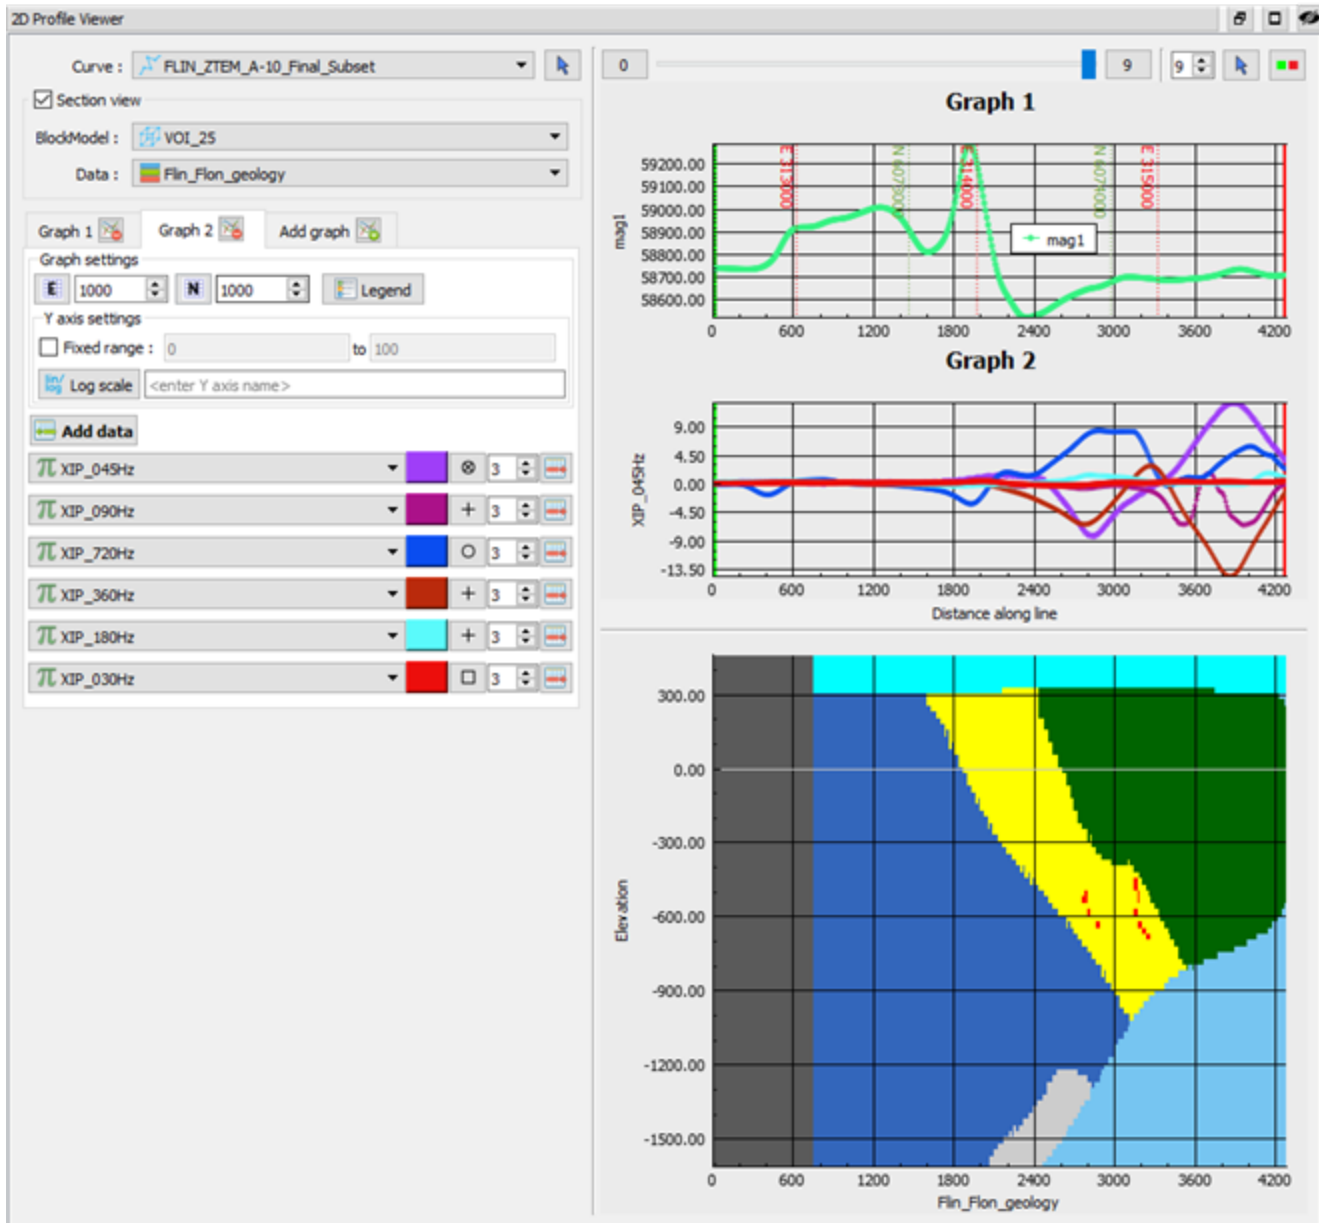 2D Profile Viewer
Curve : FLIN_ZTEM_A-10_Final_Subset
Section view
BlockModel : VOI_25
Data : Flin_Flon_geology
Graph 1 Graph 2 Add graph
Graph settings
E 1000 N 1000 Legend
Y axis settings
Fixed range : 0 to 100
lin/log Log scale <enter Y axis name>
Add data
XIP_045Hz 3
XIP_090Hz 3
XIP_720Hz 3
XIP_360Hz 3
XIP_180Hz 3
XIP_030Hz 3
0 9 9
Graph 1
mag1
59200.00
59100.00
59000.00
58900.00
58800.00
58700.00
58600.00
E 313000
E 314000
N 6074000
E 315000
mag1
0 600 1200 1800 2400 3000 3600 4200
Graph 2
XIP_045Hz
9.00
4.50
0.00
-4.50
-9.00
-13.50
0 600 1200 1800 2400 3000 3600 4200
Distance along line
Elevation
300.00
0.00
-300.00
-600.00
-900.00
-1200.00
-1500.00
0 600 1200 1800 2400 3000 3600 4200
Flin_Flon_geology